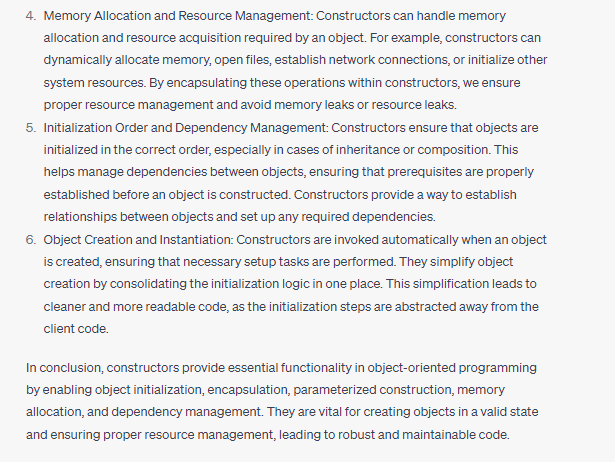 4. Memory Allocation and Resource Management: Constructors can handle memory
allocation and resource acquisition required by an object. For example, constructors can
dynamically allocate memory, open files, establish network connections, or initialize other
system resources. By encapsulating these operations within constructors, we ensure
proper resource management and avoid memory leaks or resource leaks.
5. Initialization Order and Dependency Management: Constructors ensure that objects are
initialized in the correct order, especially in cases of inheritance or composition. This
helps manage dependencies between objects, ensuring that prerequisites are properly
established before an object is constructed. Constructors provide a way to establish
relationships between objects and set up any required dependencies.
6. Object Creation and Instantiation: Constructors are invoked automatically when an object
is created, ensuring that necessary setup tasks are performed. They simplify object
creation by consolidating the initialization logic in one place. This simplification leads to
cleaner and more readable code, as the initialization steps are abstracted away from the
client code.
In conclusion, constructors provide essential functionality in object-oriented programming
by enabling object initialization, encapsulation, parameterized construction, memory
allocation, and dependency management. They are vital for creating objects in a valid state
and ensuring proper resource management, leading to robust and maintainable code.